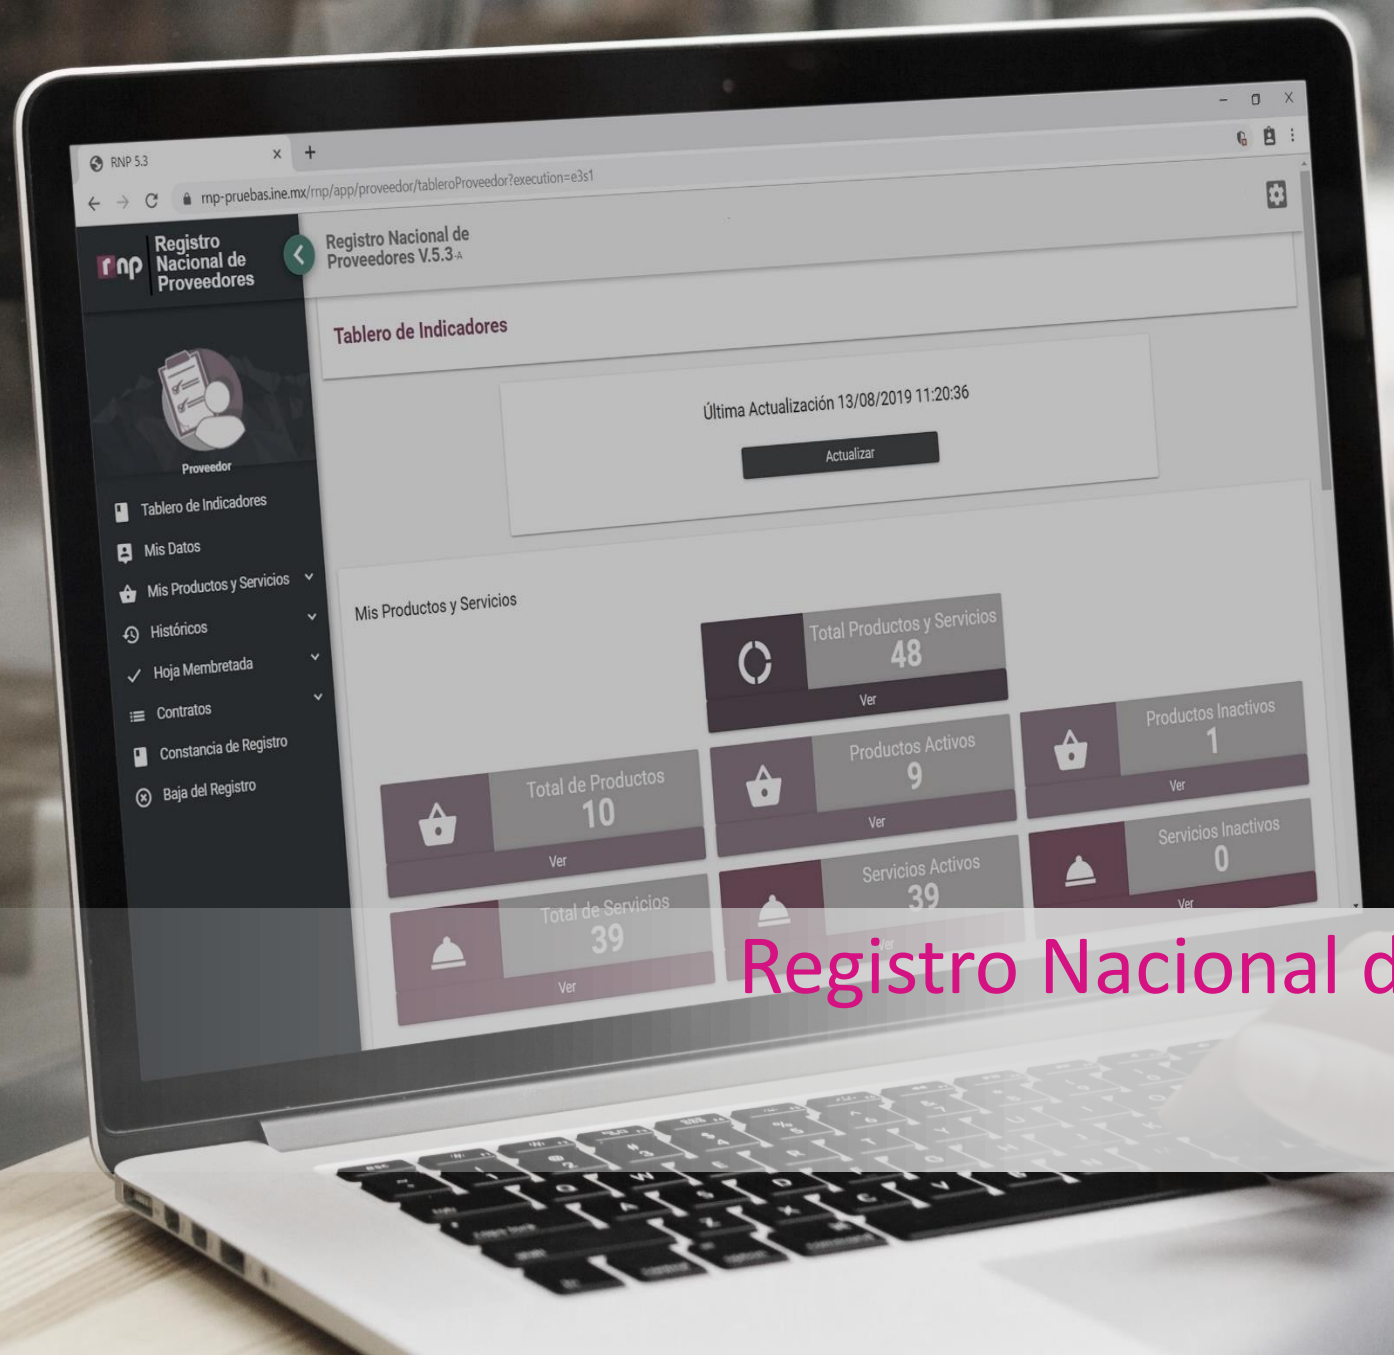 RNP 5.3
rnp-pruebas.ine.mx/rnp/app/proveedor/tableroProveedor?execution=e3s1
rnp
Registro
Nacional de
Proveedores
Registro Nacional de
Proveedores V.5.3-A
Proveedor
Tablero de Indicadores
Mis Datos
Mis Productos y Servicios
Históricos
Hoja Membretada
Contratos
Constancia de Registro
Baja del Registro
Tablero de Indicadores
Última Actualización 13/08/2019 11:20:36
Actualizar
Mis Productos y Servicios
Total Productos y Servicios
48
Ver
Total de Productos
10
Ver
Productos Activos
9
Ver
Productos Inactivos
1
Ver
Total de Servicios
39
Ver
Servicios Activos
39
Ver
Servicios Inactivos
0
Ver
Registro Nacional d